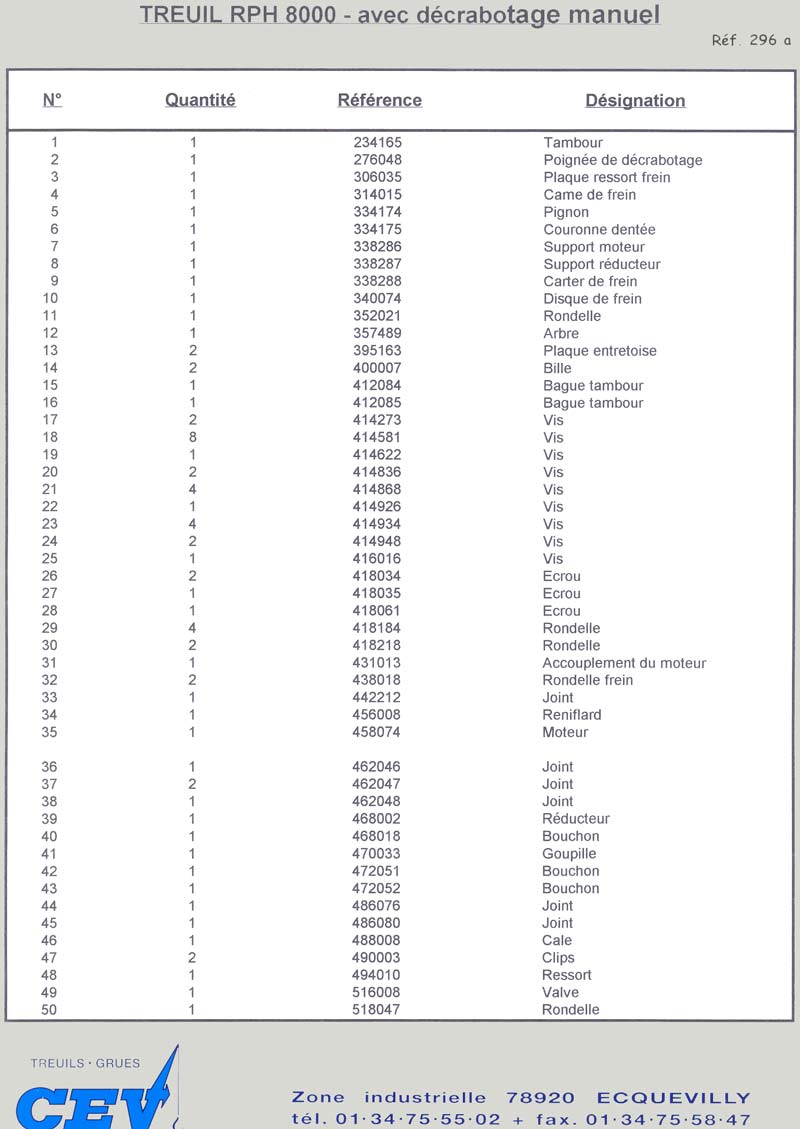 TREUIL RPH 8000 - avec décrabotage manuel
Réf. 296 a
N° Quantité Référence Désignation
1 1 234165 Tambour
2 1 276048 Poignée de décrabotage
3 1 306035 Plaque ressort frein
4 1 314015 Came de frein
5 1 334174 Pignon
6 1 334175 Couronne dentée
7 1 338286 Support moteur
8 1 338287 Support réducteur
9 1 338288 Carter de frein
10 1 340074 Disque de frein
11 1 352021 Rondelle
12 1 357489 Arbre
13 2 395163 Plaque entretoise
14 2 400007 Bille
15 1 412084 Bague tambour
16 1 412085 Bague tambour
17 2 414273 Vis
18 8 414581 Vis
19 1 414622 Vis
20 2 414836 Vis
21 4 414868 Vis
22 1 414926 Vis
23 4 414934 Vis
24 2 414948 Vis
25 1 416016 Vis
26 2 418034 Ecrou
27 1 418035 Ecrou
28 1 418061 Ecrou
29 4 418184 Rondelle
30 2 418218 Rondelle
31 1 431013 Accouplement du moteur
32 2 438018 Rondelle frein
33 1 442212 Joint
34 1 456008 Reniflard
35 1 458074 Moteur
36 1 462046 Joint
37 2 462047 Joint
38 1 462048 Joint
39 1 468002 Réducteur
40 1 468018 Bouchon
41 1 470033 Goupille
42 1 472051 Bouchon
43 1 472052 Bouchon
44 1 486076 Joint
45 1 486080 Joint
46 1 488008 Cale
47 2 490003 Clips
48 1 494010 Ressort
49 1 516008 Valve
50 1 518047 Rondelle
TREUILS · GRUES
CEV
Zone industrielle 78920 ECQUEVILLY
tél. 01·34·75·55·02 + fax. 01·34·75·58·47